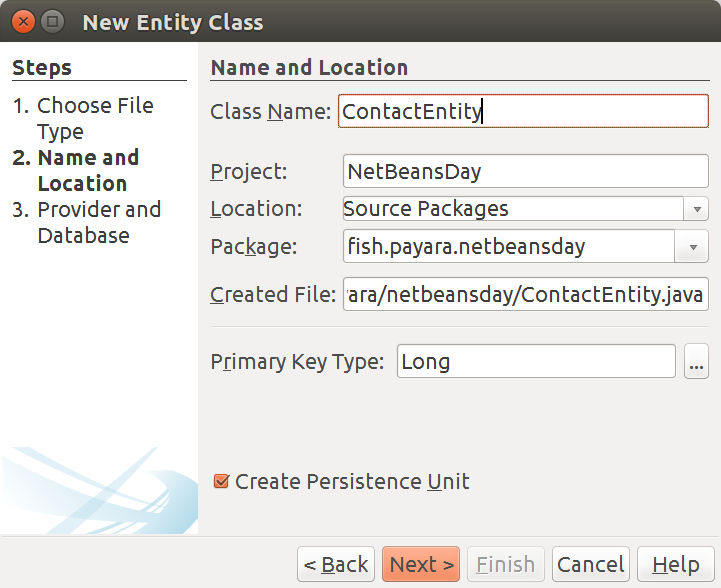 New Entity Class
Steps
1. Choose File
Type
2. Name and
Location
3. Provider and
Database
Name and Location
Class Name: ContactEntity
Project: NetBeansDay
Location: Source Packages
Package: fish.payara.netbeansday
Created File: ara/netbeansday/ContactEntity.java
Primary Key Type: Long ...
Create Persistence Unit
< Back Next > Finish Cancel Help